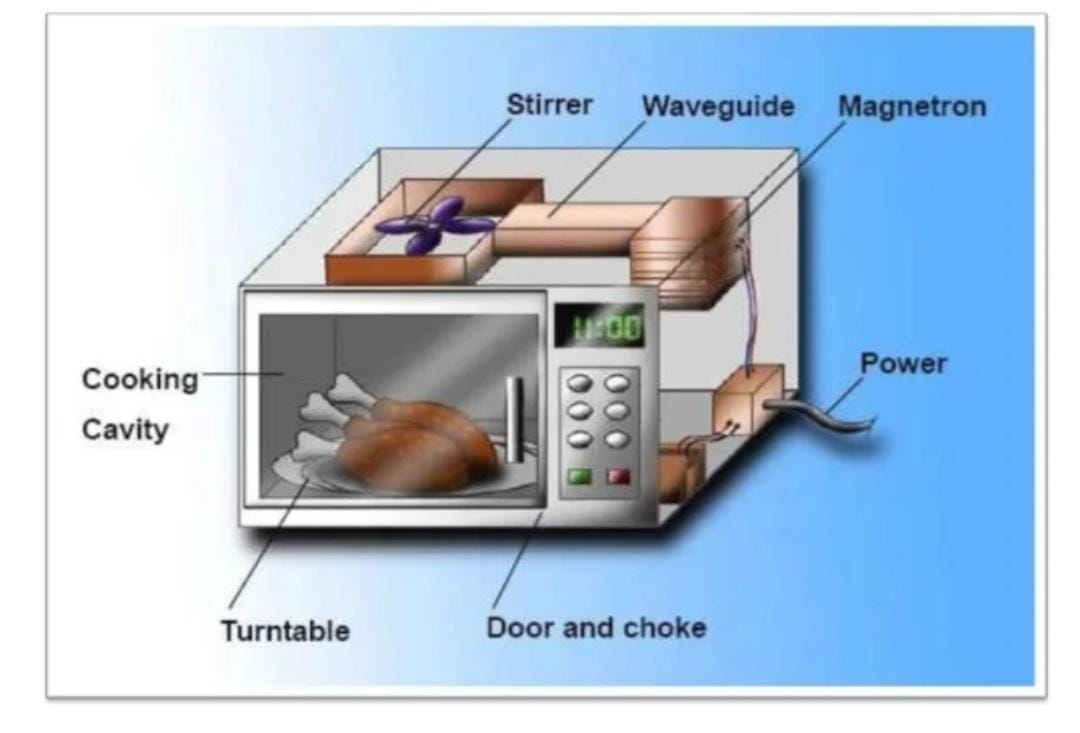 Stirrer
Waveguide
Magnetron
11:00
Cooking
Cavity
Power
Turntable
Door and choke